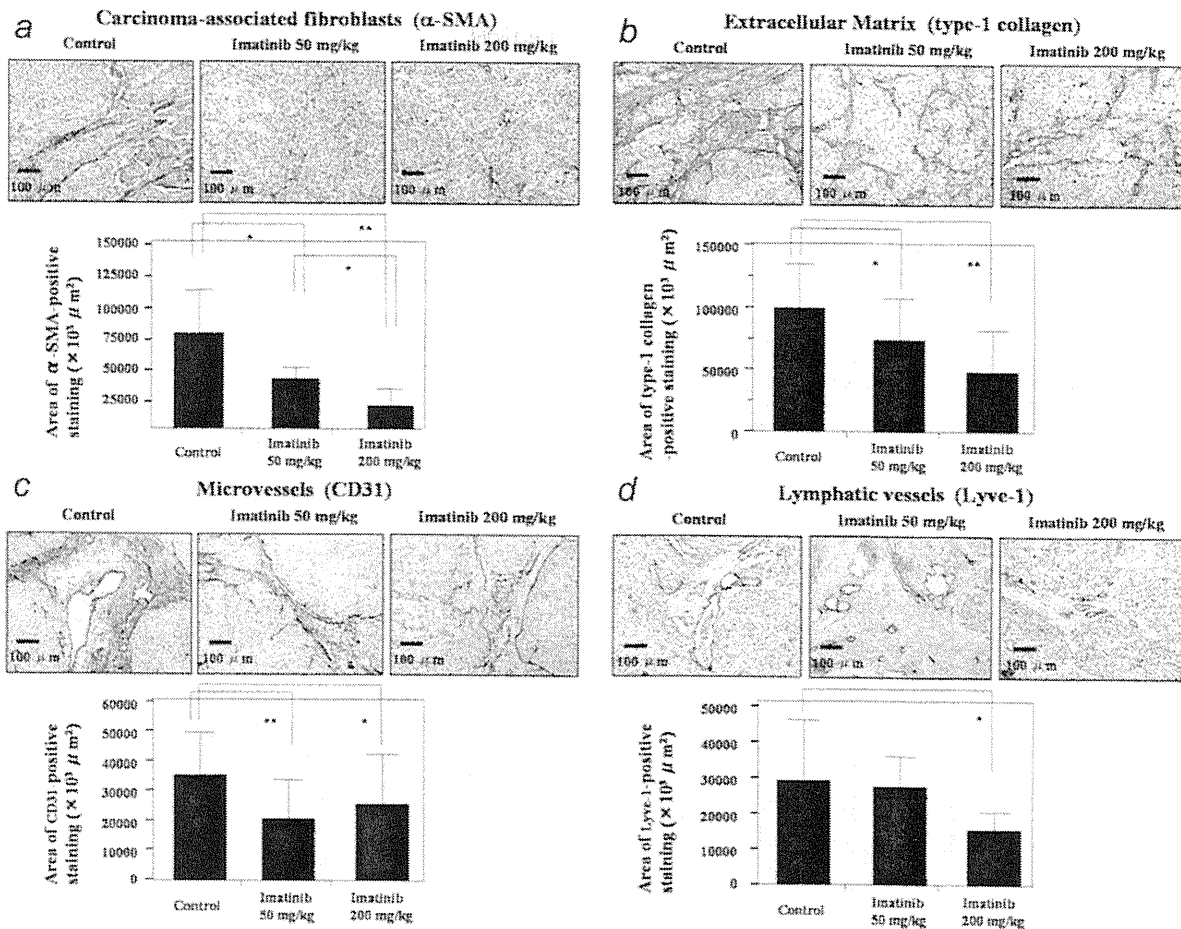 a
Carcinoma-associated fibroblasts (α-SMA)
Control
Imatinib 50 mg/kg
Imatinib 200 mg/kg
100 μm
100 μm
100 μm
Area of α-SMA-positive
staining (× 10³ μm²)
150000
125000
100000
75000
50000
25000
*
**
*
Control
Imatinib
50 mg/kg
Imatinib
200 mg/kg
b
Extracellular Matrix (type-1 collagen)
Control
Imatinib 50 mg/kg
Imatinib 200 mg/kg
100 μm
100 μm
100 μm
Area of type-1 collagen
-positive staining (× 10³ μm²)
150000
100000
50000
0
*
**
Control
Imatinib
50 mg/kg
Imatinib
200 mg/kg
c
Microvessels (CD31)
Control
Imatinib 50 mg/kg
Imatinib 200 mg/kg
100 μm
100 μm
100 μm
Area of CD31-positive
staining (× 10³ μm²)
60000
50000
40000
30000
20000
10000
0
**
*
Control
Imatinib
50 mg/kg
Imatinib
200 mg/kg
d
Lymphatic vessels (Lyve-1)
Control
Imatinib 50 mg/kg
Imatinib 200 mg/kg
100 μm
100 μm
100 μm
Area of Lyve-1-positive
staining (× 10³ μm²)
50000
40000
30000
20000
10000
0
*
Control
Imatinib
50 mg/kg
Imatinib
200 mg/kg